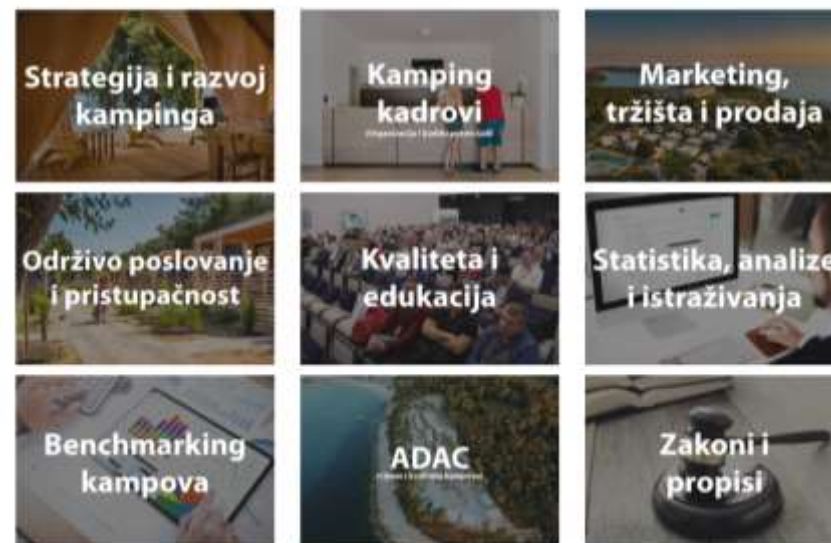 Strategija i razvoj
kampinga
Kamping
kadrovi
Marketing,
tržišta i prodaja
Održivo poslovanje
i pristupačnost
Kvaliteta i
edukacija
Statistika, analize
i istraživanja
Benchmarking
kampova
ADAC
Zakoni i
propisi